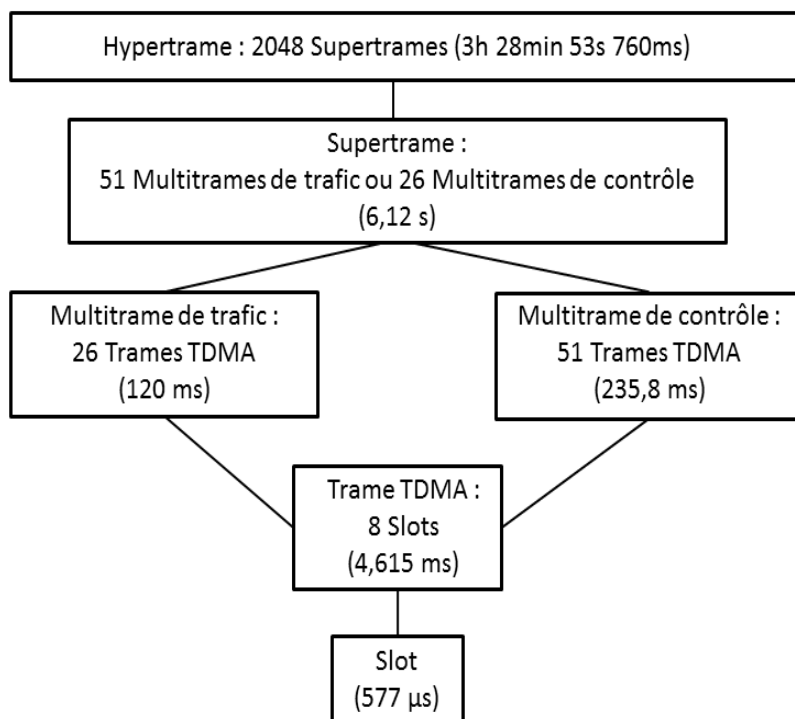 Hypertrame : 2048 Supertrames (3h 28min 53s 760ms)
Supertrame :
51 Multitrames de trafic ou 26 Multitrames de contrôle
(6,12 s)
Multitrame de trafic :
26 Trames TDMA
(120 ms)
Multitrame de contrôle :
51 Trames TDMA
(235,8 ms)
Trame TDMA :
8 Slots
(4,615 ms)
Slot
(577 µs)